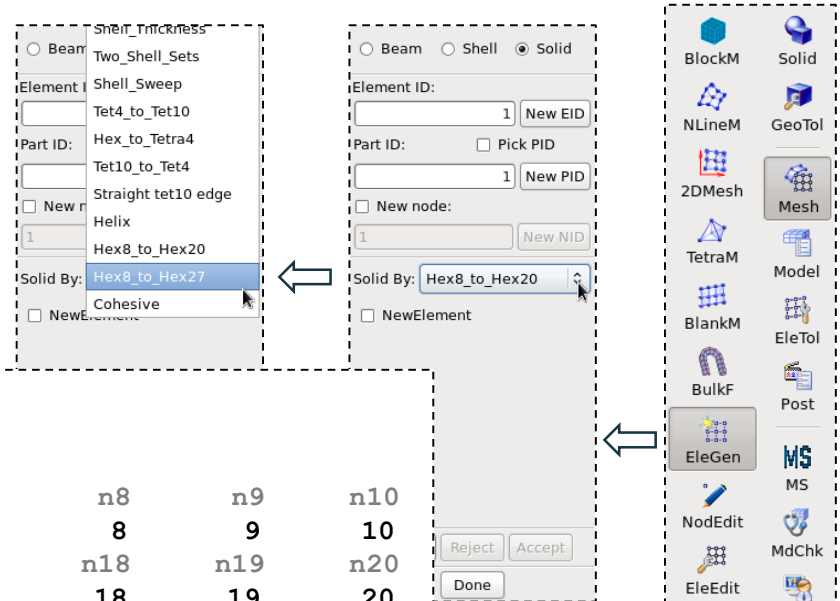 Shell_Thickness
Beam
Two_Shell_Sets
Shell_Sweep
Element I
Tet4_to_Tet10
Hex_to_Tetra4
Part ID:
Tet10_to_Tet4
Straight tet10 edge
New n
Helix
1
Hex8_to_Hex20
Solid By:
Hex8_to_Hex27
Cohesive
NewElement
Beam Shell Solid
Element ID:
1 New EID
Part ID: Pick PID
1 New PID
New node:
1 New NID
Solid By: Hex8_to_Hex20
NewElement
Reject Accept
Done
n8 n9 n10
8 9 10
n18 n19 n20
18 19 20
BlockM Solid
NLineM GeoTol
2DMesh Mesh
TetraM Model
BlankM EleTol
BulkF Post
EleGen MS
NodEdit MdChk
EleEdit